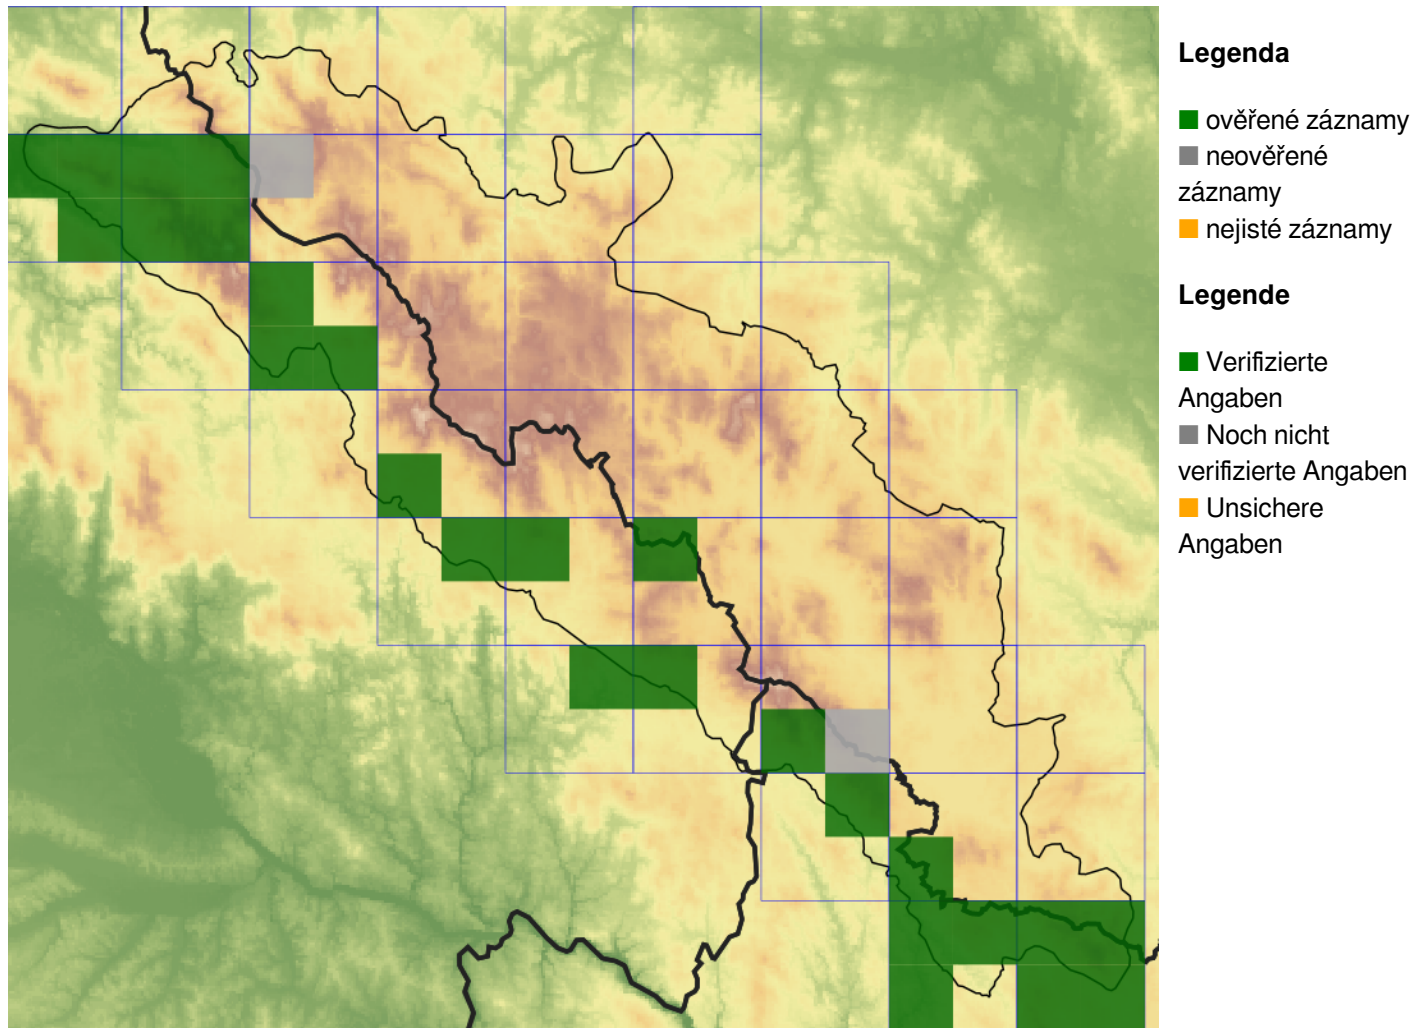 Legenda
ověřené záznamy
neověřené
záznamy
nejisté záznamy
Legende
Verifizierte
Angaben
Noch nicht
verifizierte Angaben
Unsichere
Angaben